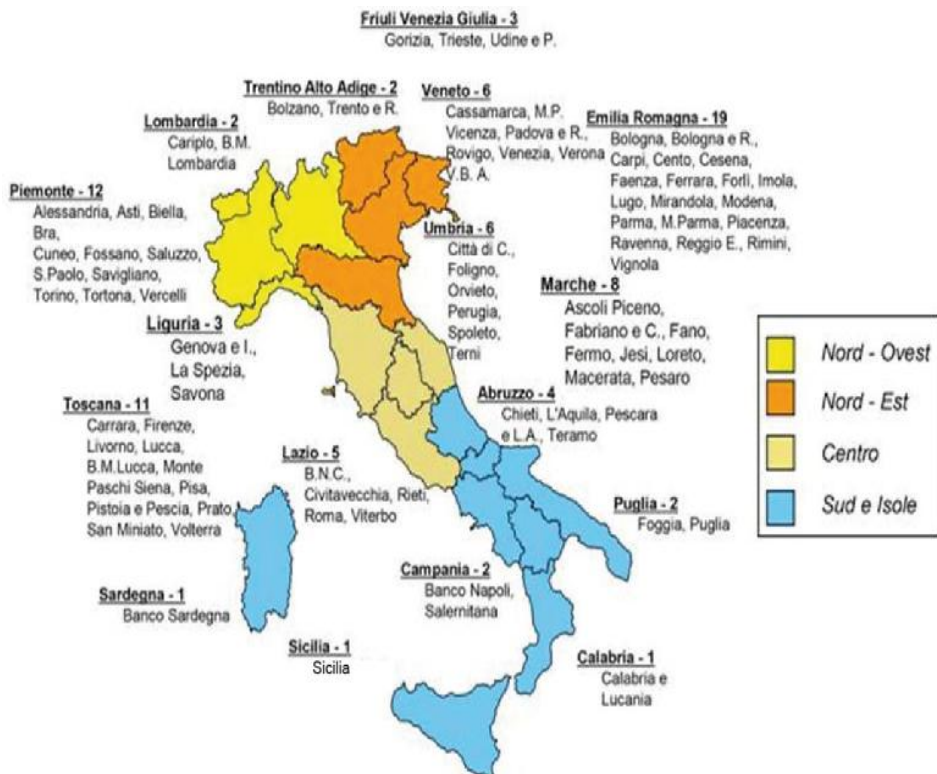 Friuli Venezia Giulia - 3
Gorizia, Trieste, Udine e P.
Trentino Alto Adige - 2
Bolzano, Trento e R.
Veneto - 6
Cassamarca, M.P.
Vicenza, Padova e R.,
Rovigo, Venezia, Verona
V.B. A.
Emilia Romagna - 19
Bologna, Bologna e R.,
Carpi, Cento, Cesena,
Faenza, Ferrara, Forlì, Imola,
Lugo, Mirandola, Modena,
Parma, M.Parma, Piacenza,
Ravenna, Reggio E., Rimini,
Vignola
Lombardia - 2
Cariplo, B.M.
Lombardia
Piemonte - 12
Alessandria, Asti, Biella,
Bra,
Cuneo, Fossano, Saluzzo,
S.Paolo, Savigliano,
Torino, Tortona, Vercelli
Umbria - 6
Città di C.,
Foligno,
Orvieto,
Perugia,
Spoleto,
Terni
Marche - 8
Ascoli Piceno,
Fabriano e C., Fano,
Fermo, Jesi, Loreto,
Macerata, Pesaro
Liguria - 3
Genova e I.,
La Spezia,
Savona
Nord - Ovest
Nord - Est
Centro
Sud e Isole
Toscana - 11
Carrara, Firenze,
Livorno, Lucca,
B.M.Lucca, Monte
Paschi Siena, Pisa,
Pistoia e Pescia, Prato,
San Miniato, Volterra
Abruzzo - 4
Chieti, L'Aquila, Pescara
e L.A., Teramo
Lazio - 5
B.N.C.,
Civitavecchia, Rieti,
Roma, Viterbo
Puglia - 2
Foggia, Puglia
Campania - 2
Banco Napoli,
Salernitana
Sardegna - 1
Banco Sardegna
Sicilia - 1
Sicilia
Calabria - 1
Calabria e
Lucania